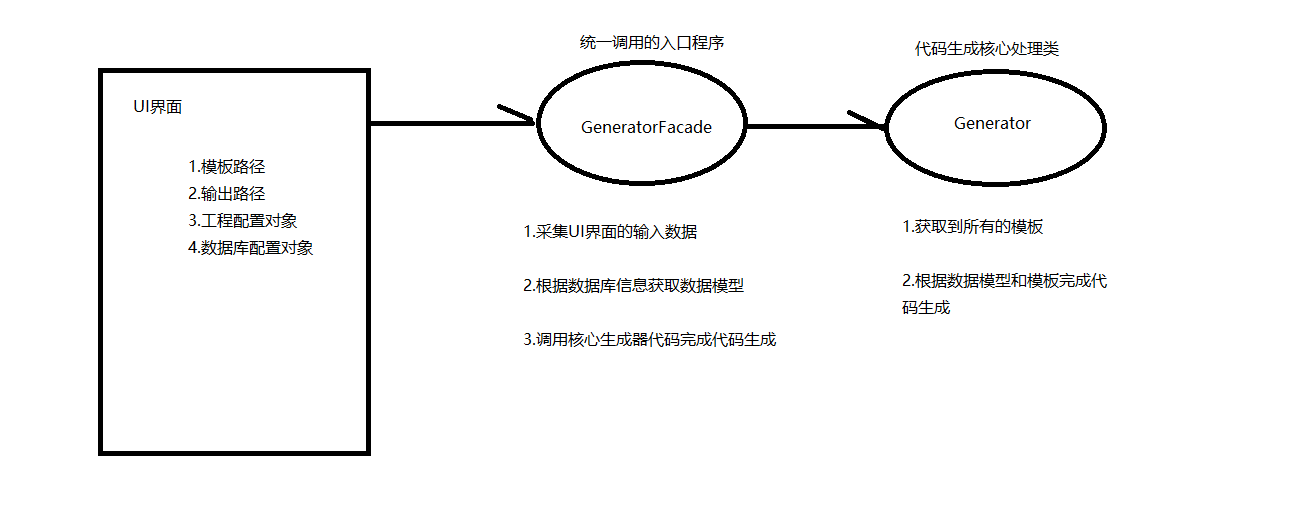 UI界面
1.模板路径
2.输出路径
3.工程配置对象
4.数据库配置对象
统一调用的入口程序
GeneratorFacade
1.采集UI界面的输入数据
2.根据数据库信息获取数据模型
3.调用核心生成器代码完成代码生成
代码生成核心处理类
Generator
1.获取到所有的模板
2.根据数据模型和模板完成代
码生成